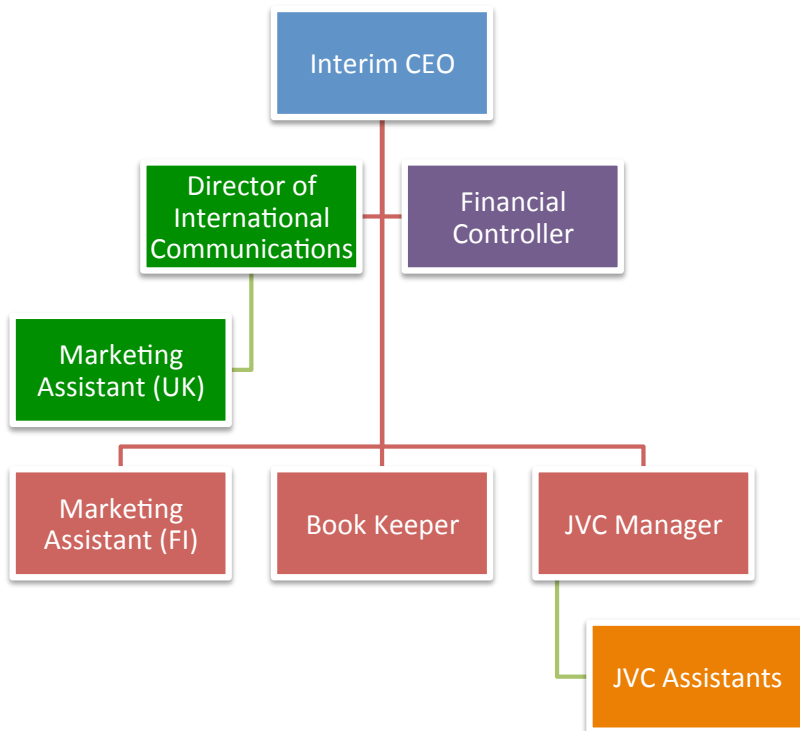 Interim CEO
Director of
International
Communications
Financial
Controller
Marketing
Assistant (UK)
Marketing
Assistant (FI)
Book Keeper
JVC Manager
JVC Assistants